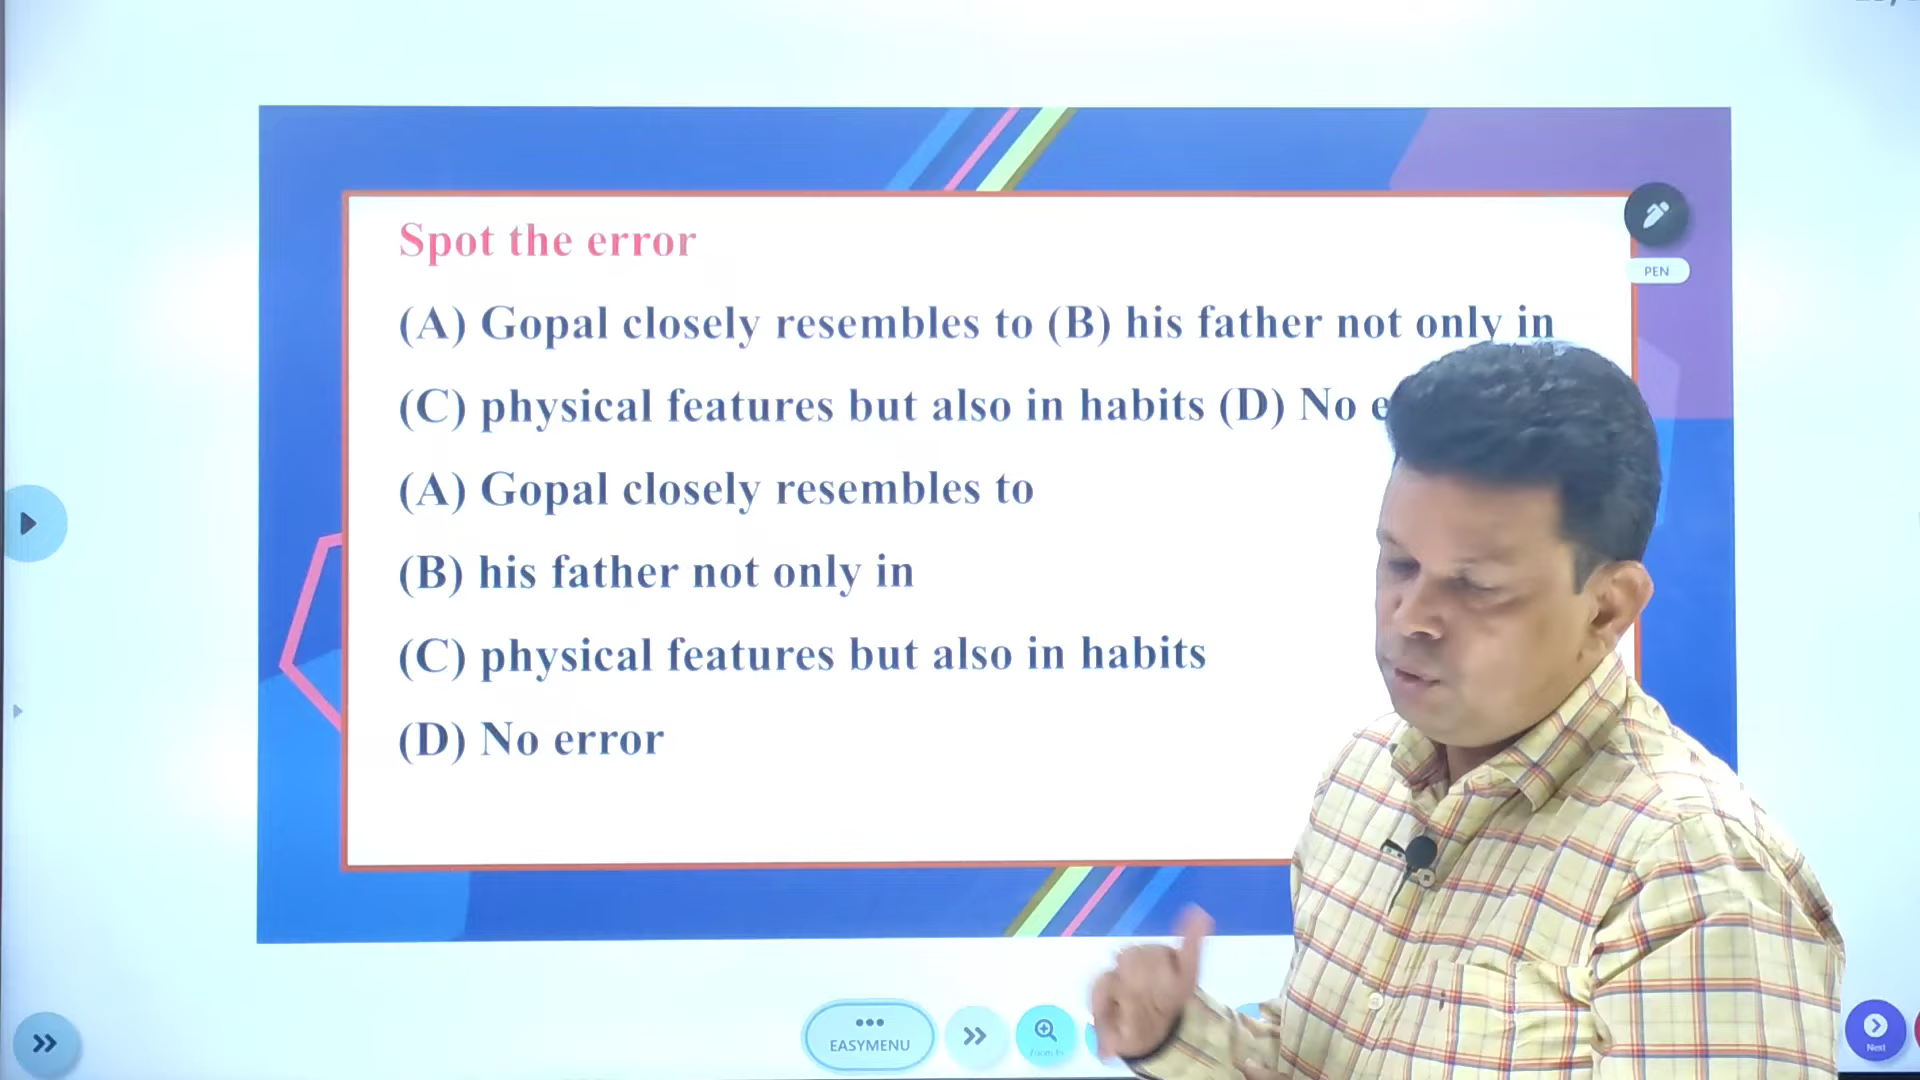 Spot the error
(A) Gopal closely resembles to (B) his father not only in
(C) physical features but also in habits (D) No
(A) Gopal closely resembles to
(B) his father not only in
(C) physical features but also in habits
(D) No error
PEN
EASYMENU
Zoom In
Next